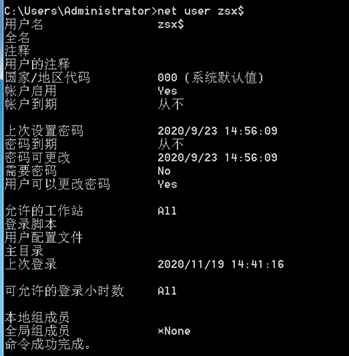 C:\Users\Administrator>net user zsx$
用户名 zsx$
全名
注释
用户的注释
国家/地区代码 000 (系统默认值)
帐户启用 Yes
帐户到期 从不
上次设置密码 2020/9/23 14:56:09
密码到期 从不
密码可更改 2020/9/23 14:56:09
需要密码 No
用户可以更改密码 Yes
允许的工作站 All
登录脚本
用户配置文件
主目录
上次登录 2020/11/19 14:41:16
可允许的登录小时数 All
本地组成员
全局组成员 *None
命令成功完成。